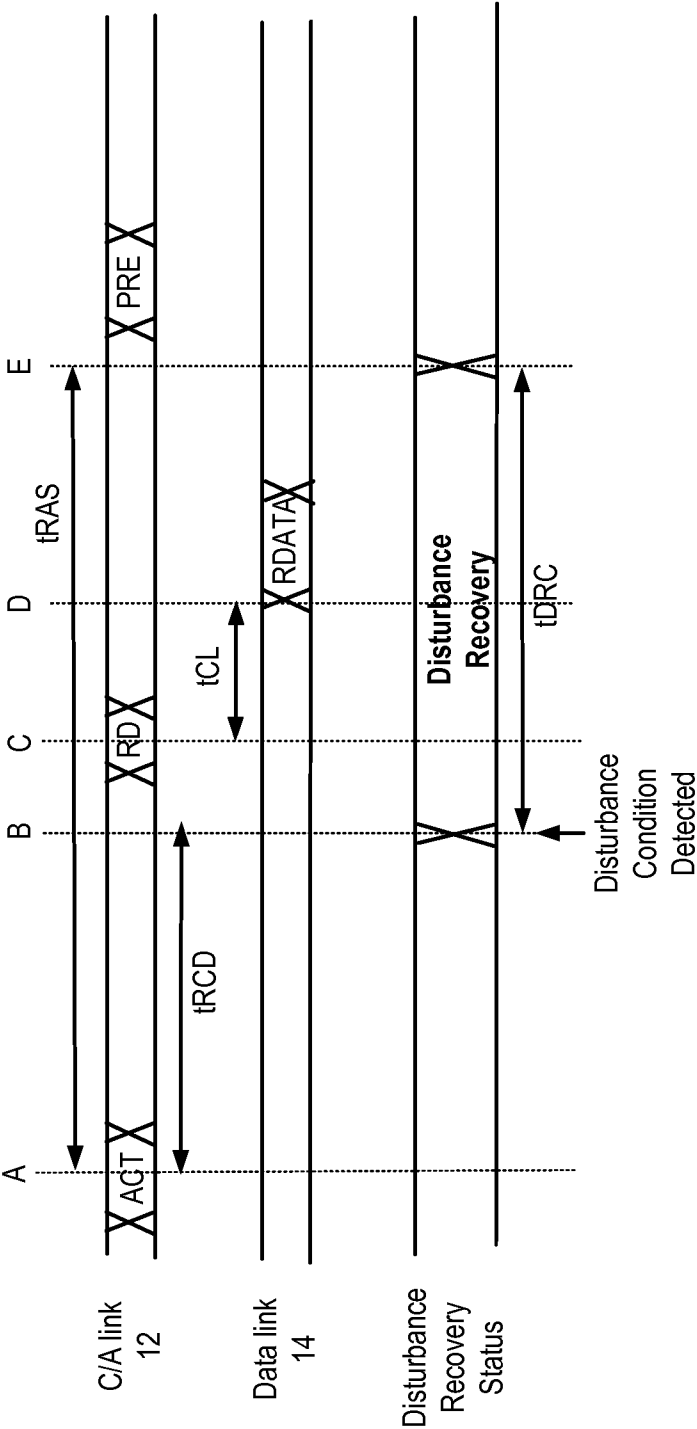 A
B
C
D
E
tRAS
C/A link
12
ACT
RD
PRE
tRCD
tCL
Data link
14
RDATA
Disturbance
Recovery
Status
Disturbance
Recovery
tDRC
Disturbance
Condition
Detected